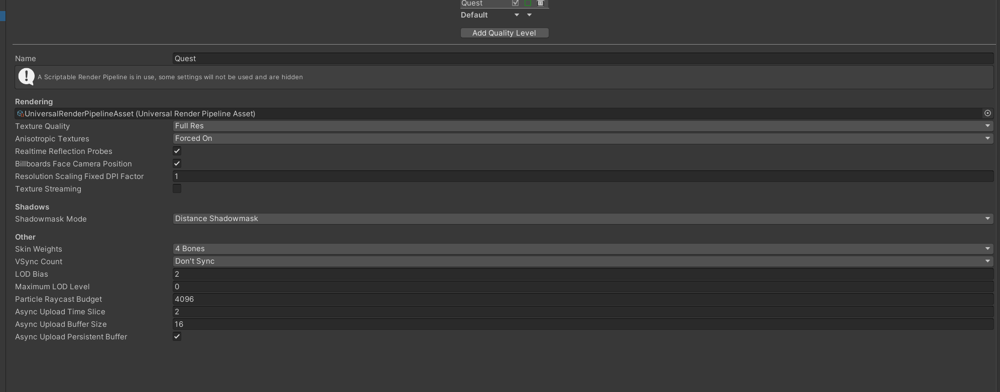 Quest
Default
Add Quality Level
Name Quest
A Scriptable Render Pipeline is in use, some settings will not be used and are hidden
Rendering
UniversalRenderPipelineAsset (Universal Render Pipeline Asset)
Texture Quality Full Res
Anisotropic Textures Forced On
Realtime Reflection Probes
Billboards Face Camera Position
Resolution Scaling Fixed DPI Factor 1
Texture Streaming
Shadows
Shadowmask Mode Distance Shadowmask
Other
Skin Weights 4 Bones
VSync Count Don't Sync
LOD Bias 2
Maximum LOD Level 0
Particle Raycast Budget 4096
Async Upload Time Slice 2
Async Upload Buffer Size 16
Async Upload Persistent Buffer